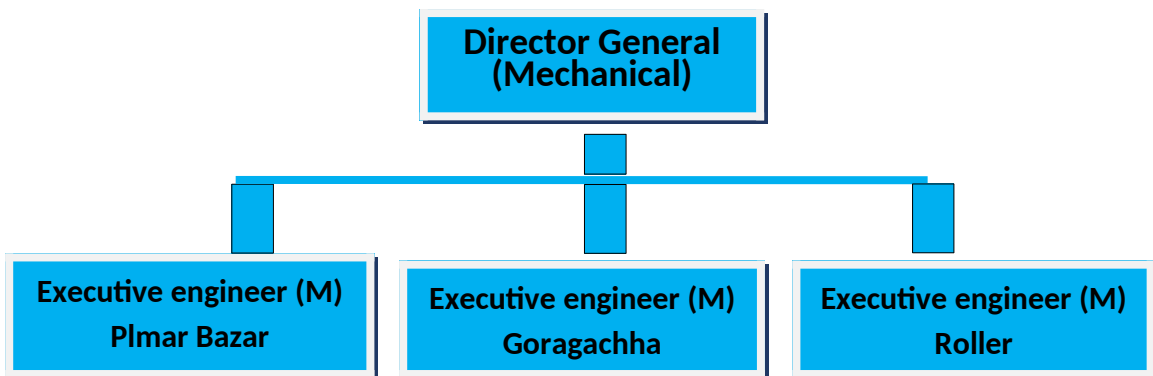 Director General
(Mechanical)
Executive engineer (M)
Plmar Bazar
Executive engineer (M)
Goragachha
Executive engineer (M)
Roller